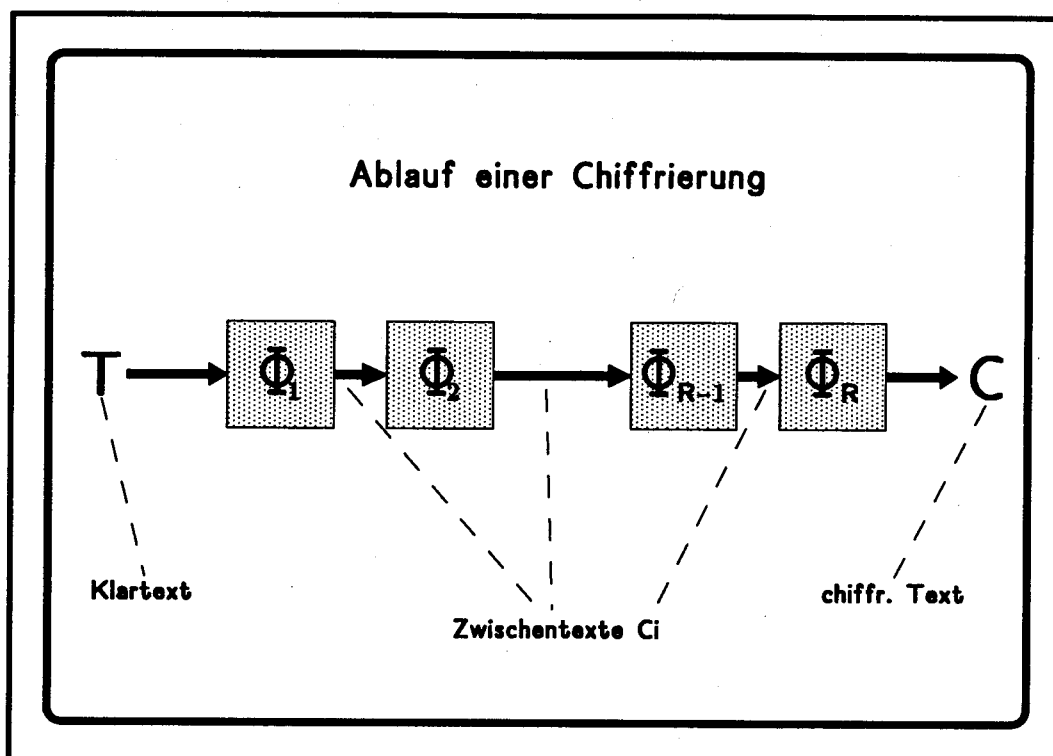 Ablauf einer Chiffrierung
T Φ1 Φ2 ΦR-1 ΦR C
Klartext
chiffr. Text
Zwischentexte Ci